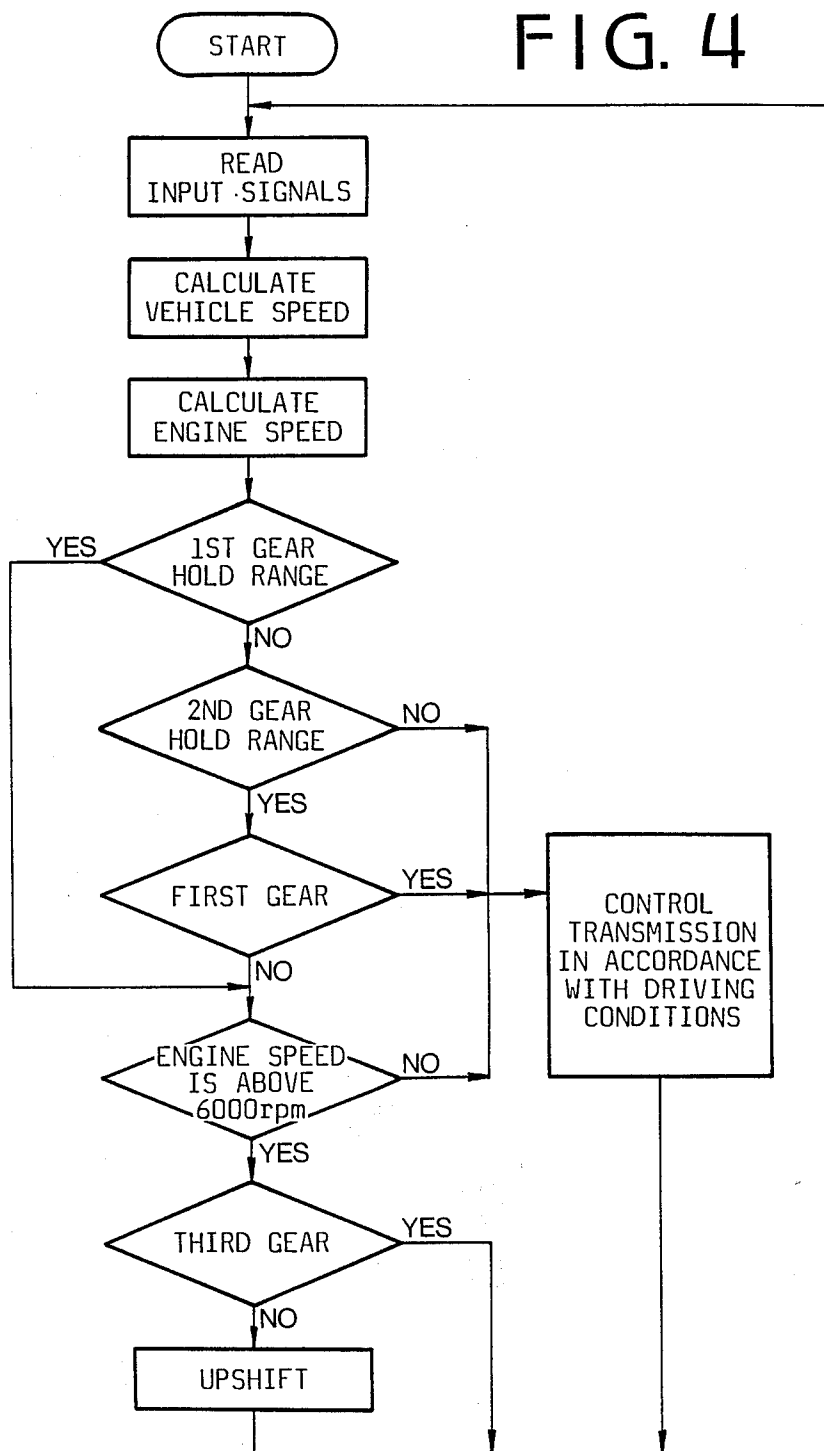 START
FIG. 4
READ
INPUT SIGNALS
CALCULATE
VEHICLE SPEED
CALCULATE
ENGINE SPEED
YES
1ST GEAR
HOLD RANGE
NO
2ND GEAR
HOLD RANGE
NO
YES
FIRST GEAR
YES
NO
CONTROL
TRANSMISSION
IN ACCORDANCE
WITH DRIVING
CONDITIONS
ENGINE SPEED
IS ABOVE
6000rpm
NO
YES
THIRD GEAR
YES
NO
UPSHIFT